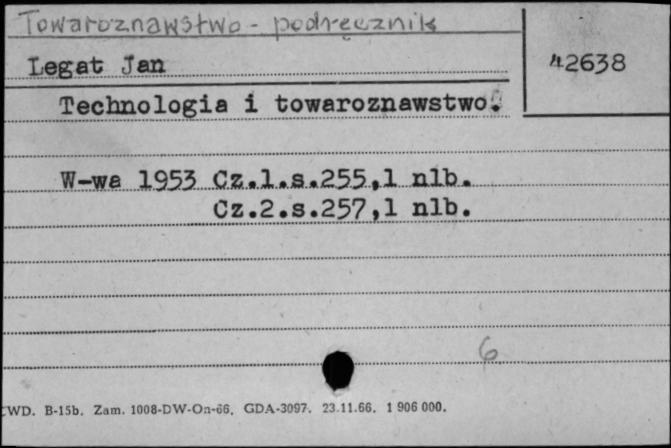 Towaroznawstwo - podręcznik
Legat Jan
42638
Technologia i towaroznawstwo.
W-wa 1953 Cz.1.s.255,1 nlb.
Cz.2.s.257,1 nlb.
6
CWD. B-15b. Zam. 1008-DW-On-66. GDA-3097. 23.11.66. 1 906 000.